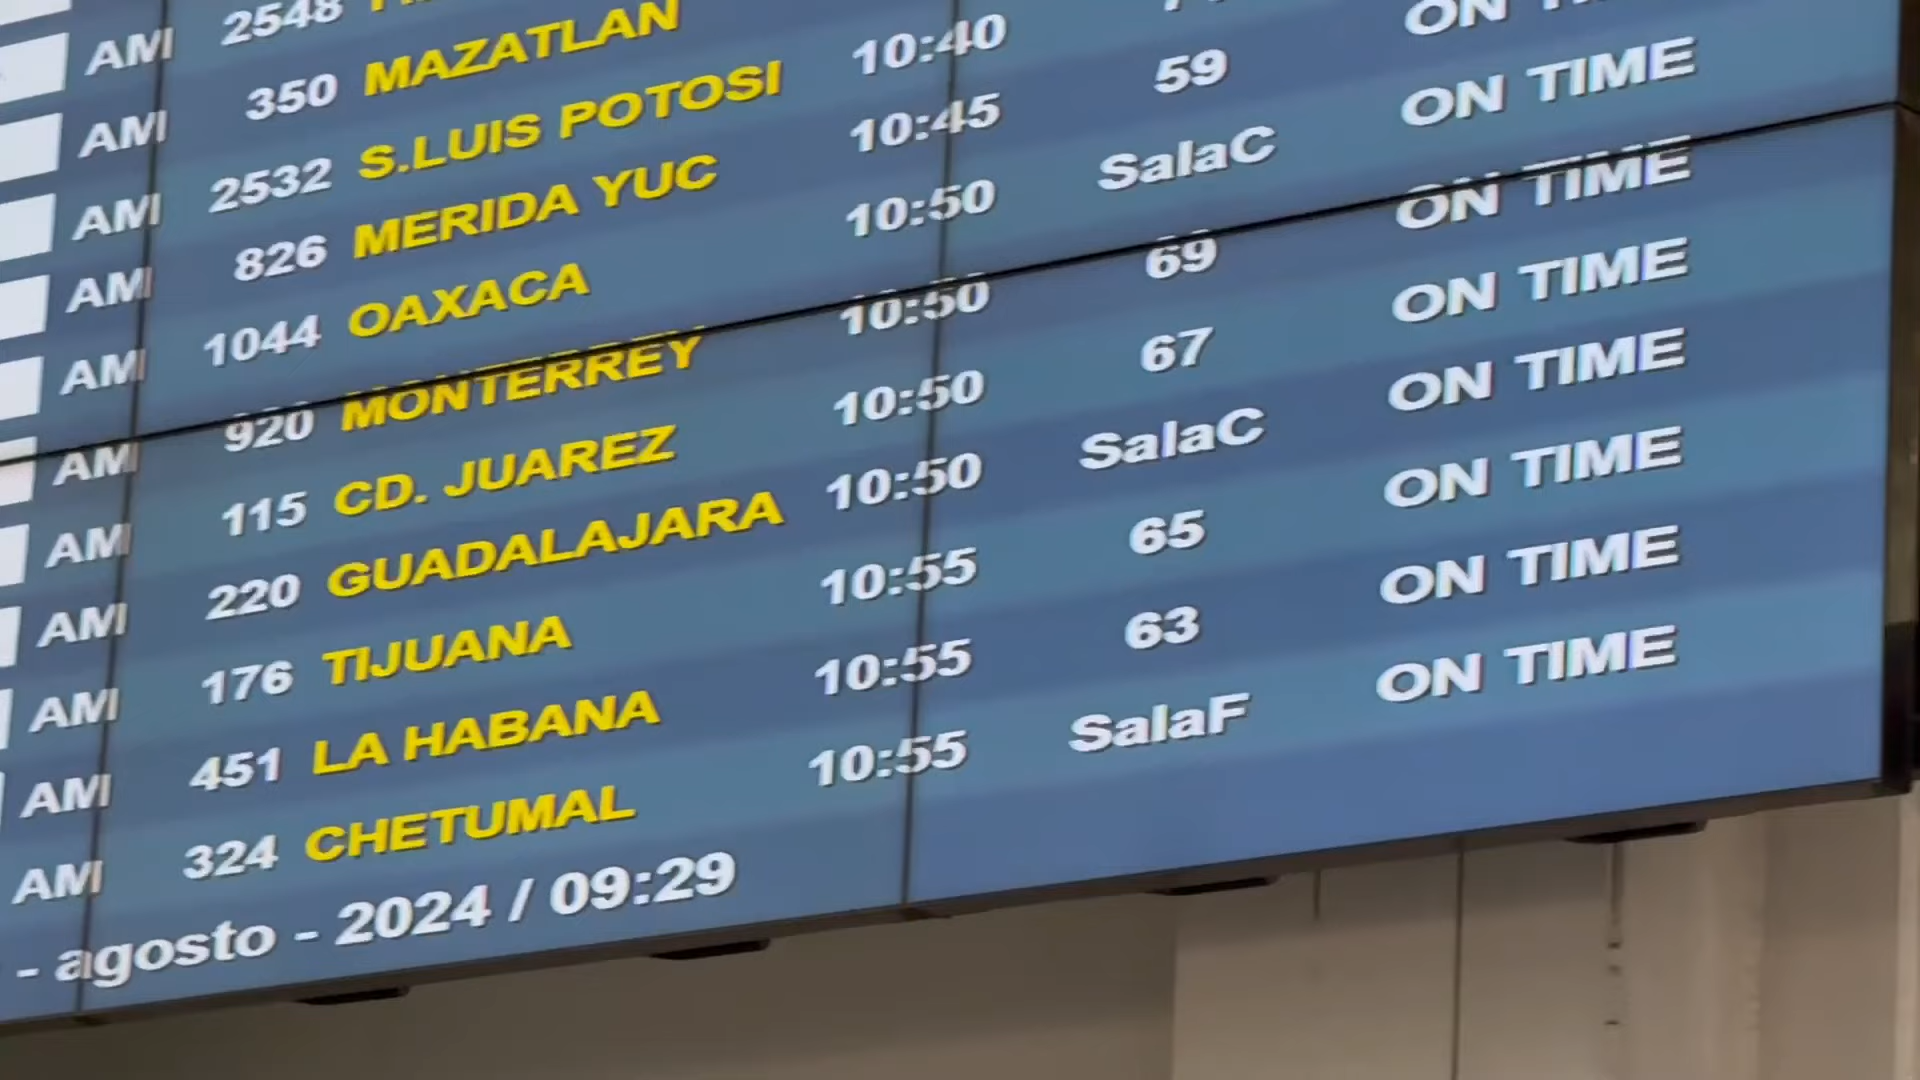 AM 2548
AM 350 MAZATLAN
AM 2532 S.LUIS POTOSI 10:40
AM 826 MERIDA YUC 10:45 59 ON
AM 1044 OAXACA 10:50 SalaC ON TIME
AM 920 MONTERREY 10:50 69 ON TIME
AM 115 CD. JUAREZ 10:50 67 ON TIME
AM 220 GUADALAJARA 10:50 SalaC ON TIME
AM 176 TIJUANA 10:55 65 ON TIME
AM 451 LA HABANA 10:55 63 ON TIME
AM 324 CHETUMAL 10:55 SalaF ON TIME
- agosto - 2024 / 09:29